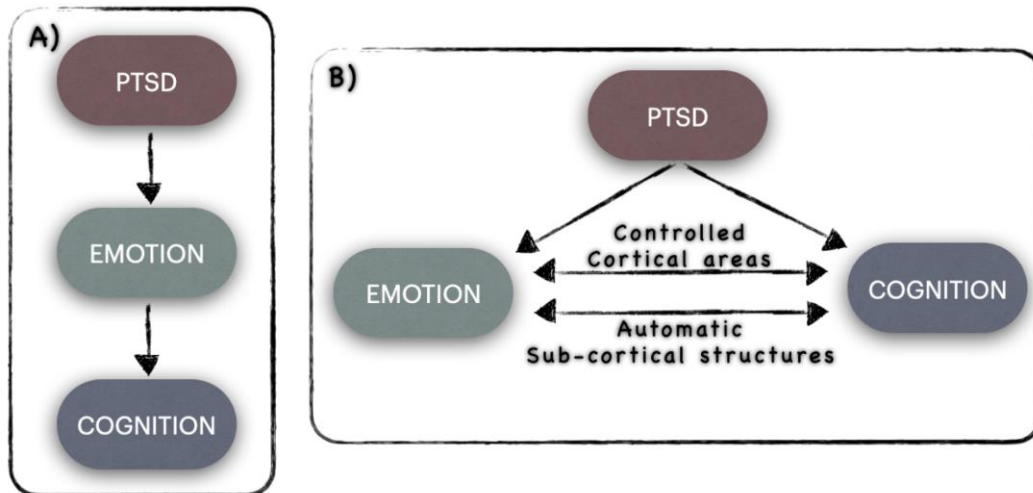 A)
PTSD
EMOTION
COGNITION
B)
PTSD
Controlled
Cortical areas
EMOTION
COGNITION
Automatic
Sub-cortical structures